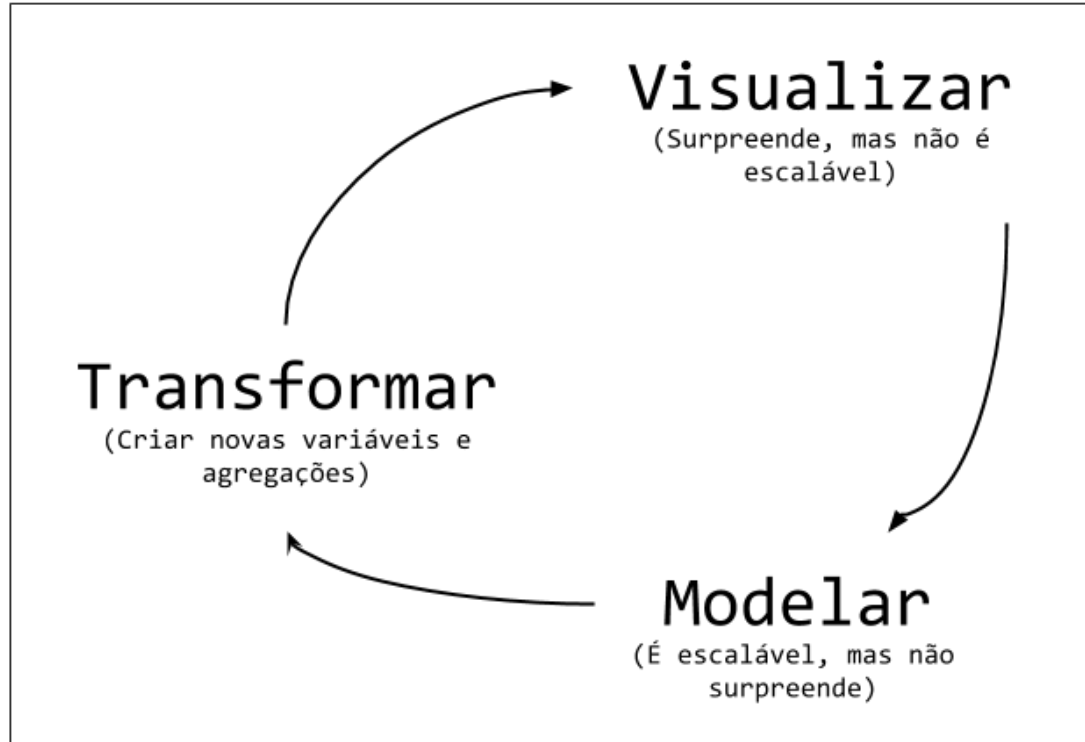 Visualizar
(Surpreende, mas não é
escalável)
Transformar
(Criar novas variáveis e
agregações)
Modelar
(É escalável, mas não
surpreende)